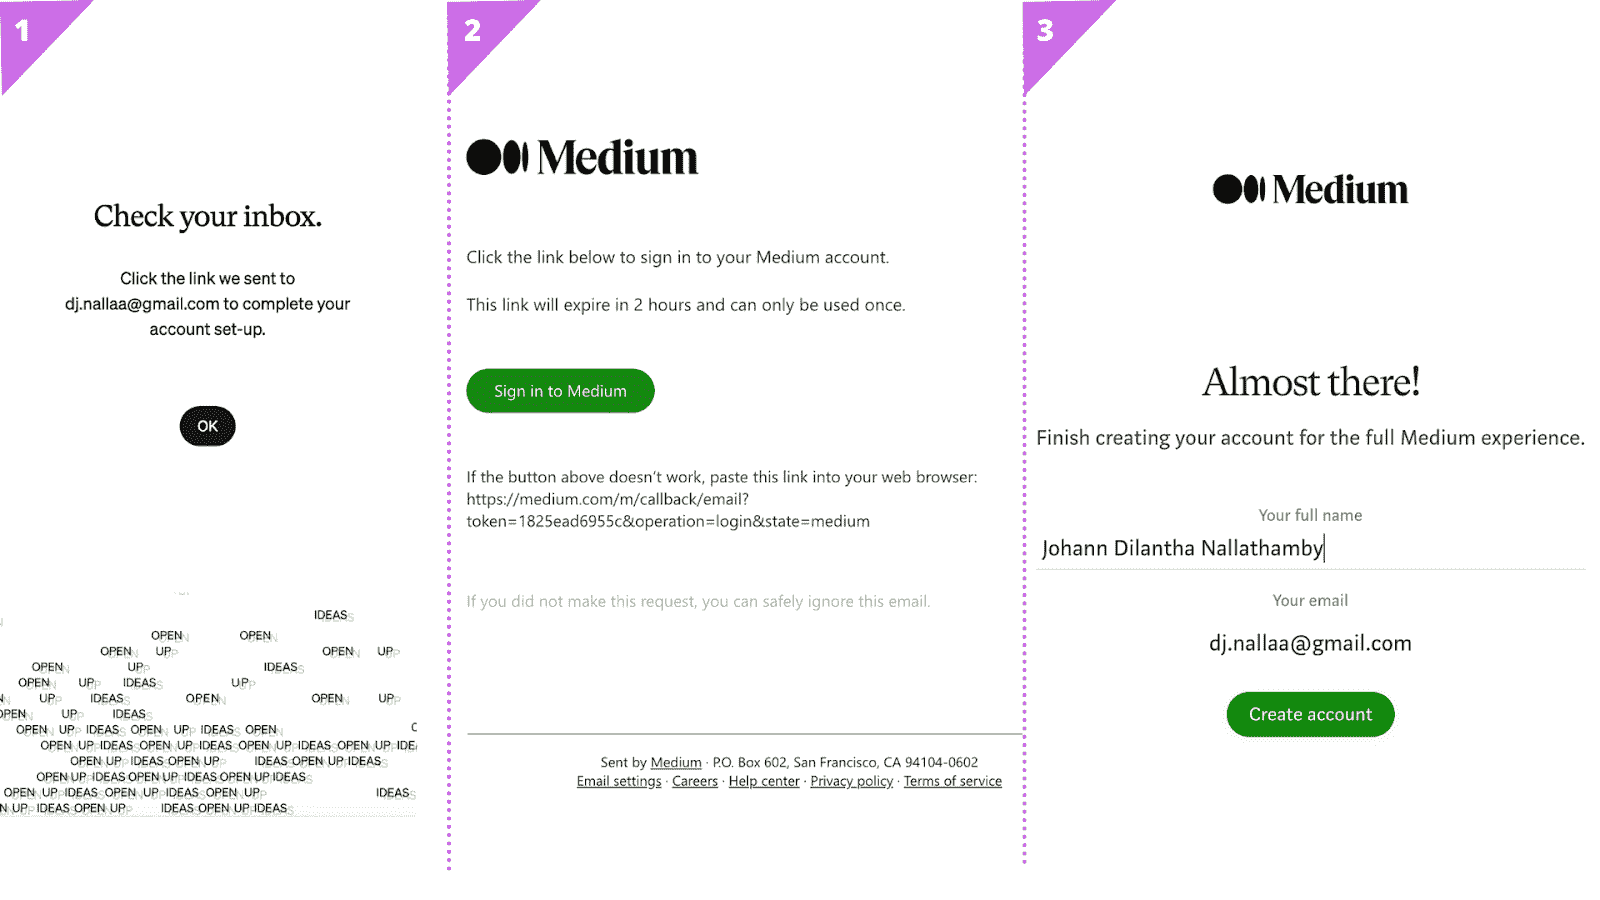 1
Check your inbox.
Click the link we sent to
dj.nallaa@gmail.com to complete your
account set-up.
OK
IDEAS
OPEN OPEN
OPEN UP OPEN UP
OPEN UP IDEAS
OPEN UP IDEAS UP
UP IDEAS OPEN OPEN UP
OPEN UP IDEAS
OPEN UP IDEAS OPEN UP IDEAS OPEN
OPEN UP IDEAS OPEN UP IDEAS OPEN UP IDEAS OPEN UP IDE
OPEN UP IDEAS OPEN UP IDEAS OPEN UP IDEAS
OPEN UP IDEAS OPEN UP IDEAS OPEN UP IDEAS
OPEN UP IDEAS OPEN UP IDEAS OPEN UP IDEAS
N UP IDEAS OPEN UP IDEAS OPEN UP IDEAS
2
Medium
Click the link below to sign in to your Medium account.
This link will expire in 2 hours and can only be used once.
Sign in to Medium
If the button above doesn't work, paste this link into your web browser:
https://medium.com/m/callback/email?
token=1825ead6955c&operation=login&state=medium
If you did not make this request, you can safely ignore this email.
Sent by Medium · P.O. Box 602, San Francisco, CA 94104-0602
Email settings · Careers · Help center · Privacy policy · Terms of service
3
Medium
Almost there!
Finish creating your account for the full Medium experience.
Your full name
Johann Dilantha Nallathamby
Your email
dj.nallaa@gmail.com
Create account